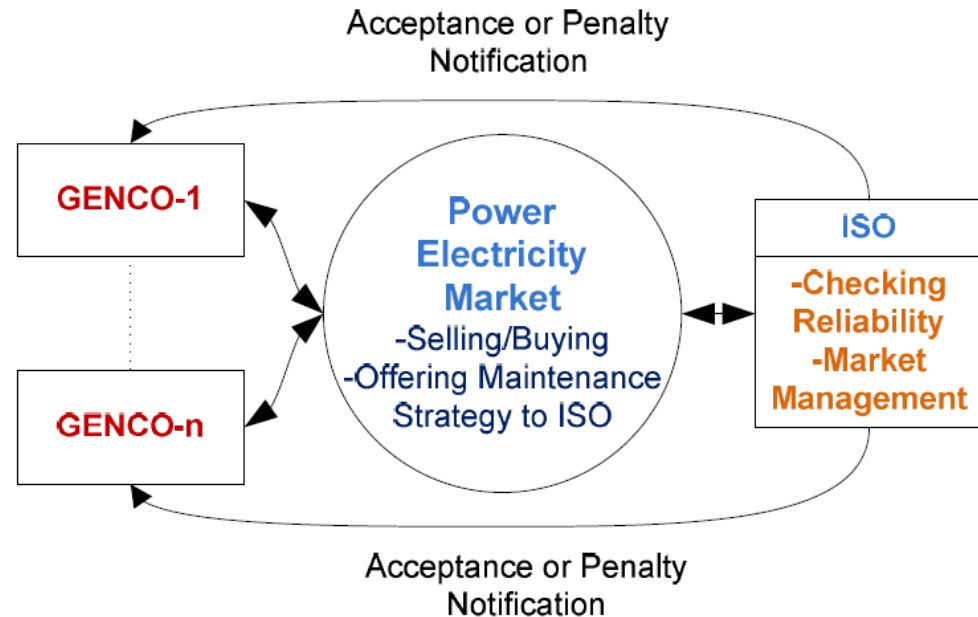 Acceptance or Penalty
Notification
GENCO-1
GENCO-n
Power
Electricity
Market
-Selling/Buying
-Offering Maintenance
Strategy to ISO
ISO
-Checking
Reliability
-Market
Management
Acceptance or Penalty
Notification